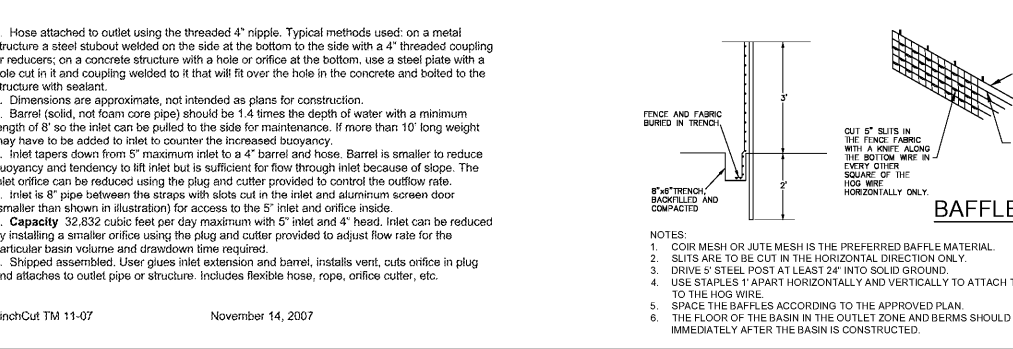 . Hose attached to outlet using the threaded 4" nipple. Typical methods used: on a metal
tructure a steel stubout welded on the side at the bottom to the side with a 4" threaded coupling
r reducers; on a concrete structure with a hole or orifice at the bottom, use a steel plate with a
ole cut in it and coupling welded to it that will fit over the hole in the concrete and bolted to the
tructure with sealant.
. Dimensions are approximate, not intended as plans for construction.
. Barrel (solid, not foam core pipe) should be 1.4 times the depth of water with a minimum
ength of 8' so the inlet can be pulled to the side for maintenance. If more than 10' long weight
may have to be added to inlet to counter the increased buoyancy.
. Inlet tapers down from 5" maximum inlet to a 4" barrel and hose. Barrel is smaller to reduce
uoyancy and tendency to lift inlet but is sufficient for flow through inlet because of slope. The
nlet orifice can be reduced using the plug and cutter provided to control the outflow rate.
. Inlet is 8" pipe between the straps with slots cut in the inlet and aluminum screen door
smaller than shown in illustration) for access to the 5" inlet and orifice inside.
. Capacity 32,832 cubic feet per day maximum with 5" inlet and 4" head. Inlet can be reduced
y installing a smaller orifice using the plug and cutter provided to adjust flow rate for the
articular basin volume and drawdown time required.
. Shipped assembled. User glues inlet extension and barrel, installs vent, cuts orifice in plug
nd attaches to outlet pipe or structure. Includes flexible hose, rope, orifice cutter, etc.
inchCut TM 11-07 November 14, 2007
3'
FENCE AND FABRIC
BURIED IN TRENCH
2'
8"x8"TRENCH,
BACKFILLED AND
COMPACTED
CUT 5" SLITS IN
THE FENCE FABRIC
WITH A KNIFE ALONG
THE BOTTOM WIRE IN
EVERY OTHER
SQUARE OF THE
HOG WIRE
HORIZONTALLY ONLY.
BAFFLE
NOTES:
1. COIR MESH OR JUTE MESH IS THE PREFERRED BAFFLE MATERIAL.
2. SLITS ARE TO BE CUT IN THE HORIZONTAL DIRECTION ONLY.
3. DRIVE 5' STEEL POST AT LEAST 24" INTO SOLID GROUND.
4. USE STAPLES 1' APART HORIZONTALLY AND VERTICALLY TO ATTACH T
TO THE HOG WIRE.
5. SPACE THE BAFFLES ACCORDING TO THE APPROVED PLAN.
6. THE FLOOR OF THE BASIN IN THE OUTLET ZONE AND BERMS SHOULD
IMMEDIATELY AFTER THE BASIN IS CONSTRUCTED.